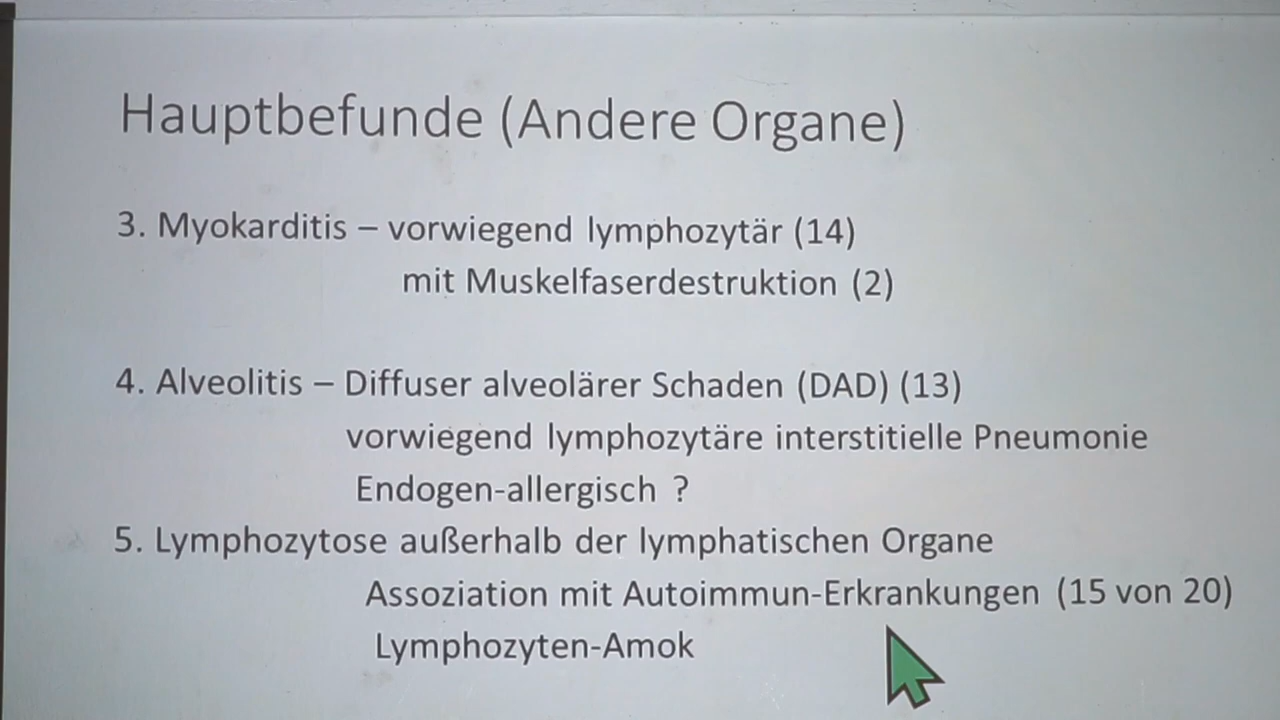 Hauptbefunde (Andere Organe)
3. Myokarditis – vorwiegend lymphozytär (14)
mit Muskelfaserdestruktion (2)
4. Alveolitis – Diffuser alveolärer Schaden (DAD) (13)
vorwiegend lymphozytäre interstitielle Pneumonie
Endogen-allergisch ?
5. Lymphozytose außerhalb der lymphatischen Organe
Assoziation mit Autoimmun-Erkrankungen (15 von 20)
Lymphozyten-Amok